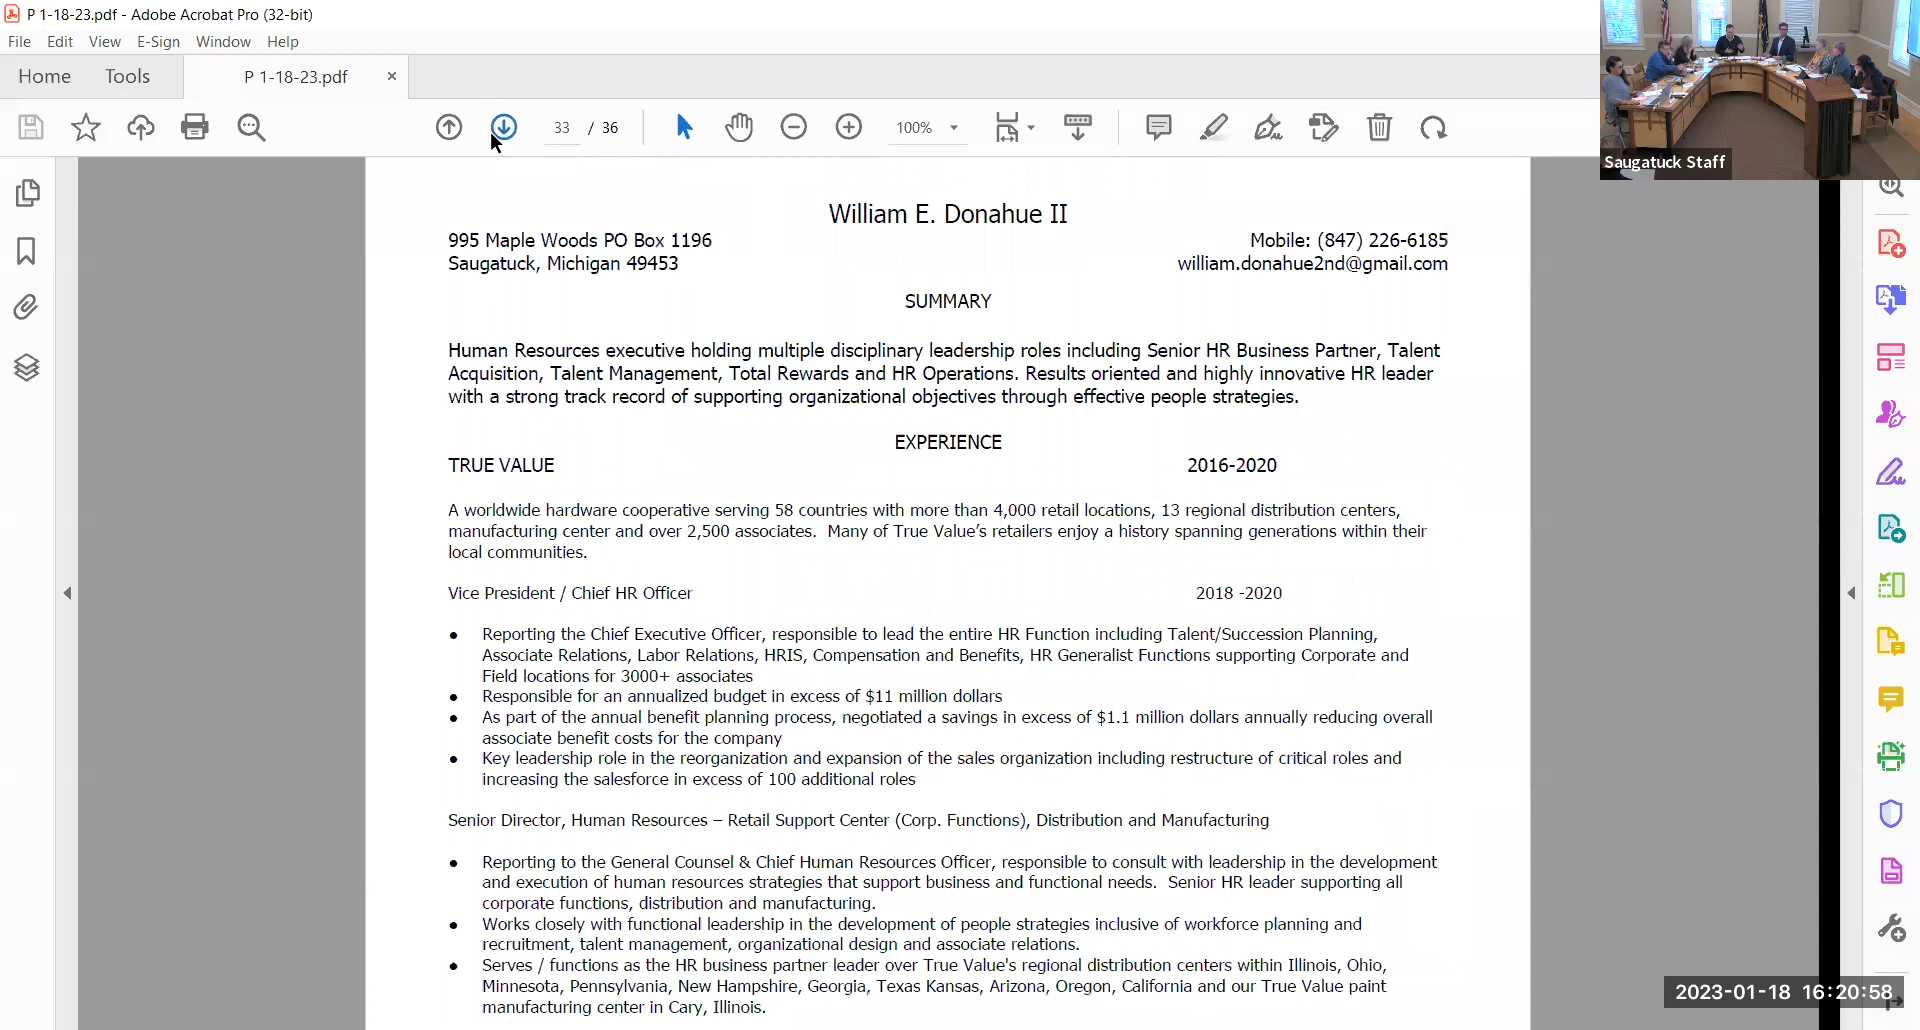 P 1-18-23.pdf - Adobe Acrobat Pro (32-bit)
File Edit View E-Sign Window Help
Home Tools P 1-18-23.pdf ×
33 / 36 100%
Saugatuck Staff
William E. Donahue II
995 Maple Woods PO Box 1196 Mobile: (847) 226-6185
Saugatuck, Michigan 49453 william.donahue2nd@gmail.com
SUMMARY
Human Resources executive holding multiple disciplinary leadership roles including Senior HR Business Partner, Talent
Acquisition, Talent Management, Total Rewards and HR Operations. Results oriented and highly innovative HR leader
with a strong track record of supporting organizational objectives through effective people strategies.
EXPERIENCE
TRUE VALUE 2016-2020
A worldwide hardware cooperative serving 58 countries with more than 4,000 retail locations, 13 regional distribution centers,
manufacturing center and over 2,500 associates. Many of True Value's retailers enjoy a history spanning generations within their
local communities.
Vice President / Chief HR Officer 2018 -2020
● Reporting the Chief Executive Officer, responsible to lead the entire HR Function including Talent/Succession Planning,
Associate Relations, Labor Relations, HRIS, Compensation and Benefits, HR Generalist Functions supporting Corporate and
Field locations for 3000+ associates
● Responsible for an annualized budget in excess of $11 million dollars
● As part of the annual benefit planning process, negotiated a savings in excess of $1.1 million dollars annually reducing overall
associate benefit costs for the company
● Key leadership role in the reorganization and expansion of the sales organization including restructure of critical roles and
increasing the salesforce in excess of 100 additional roles
Senior Director, Human Resources – Retail Support Center (Corp. Functions), Distribution and Manufacturing
● Reporting to the General Counsel & Chief Human Resources Officer, responsible to consult with leadership in the development
and execution of human resources strategies that support business and functional needs. Senior HR leader supporting all
corporate functions, distribution and manufacturing.
● Works closely with functional leadership in the development of people strategies inclusive of workforce planning and
recruitment, talent management, organizational design and associate relations.
● Serves / functions as the HR business partner leader over True Value's regional distribution centers within Illinois, Ohio,
Minnesota, Pennsylvania, New Hampshire, Georgia, Texas Kansas, Arizona, Oregon, California and our True Value paint
manufacturing center in Cary, Illinois.
2023-01-18 16:20:58